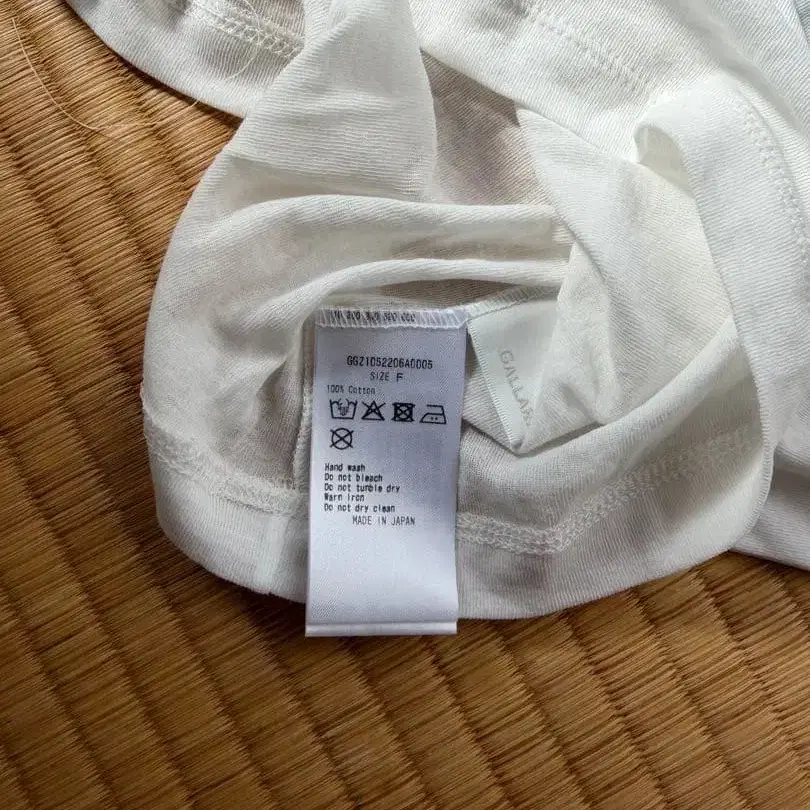 GGZ1052206A0005
SIZE F
100% Cotton
Hand wash
Do not bleach
Do not tumble dry
Warm iron
Do not dry clean
MADE IN JAPAN